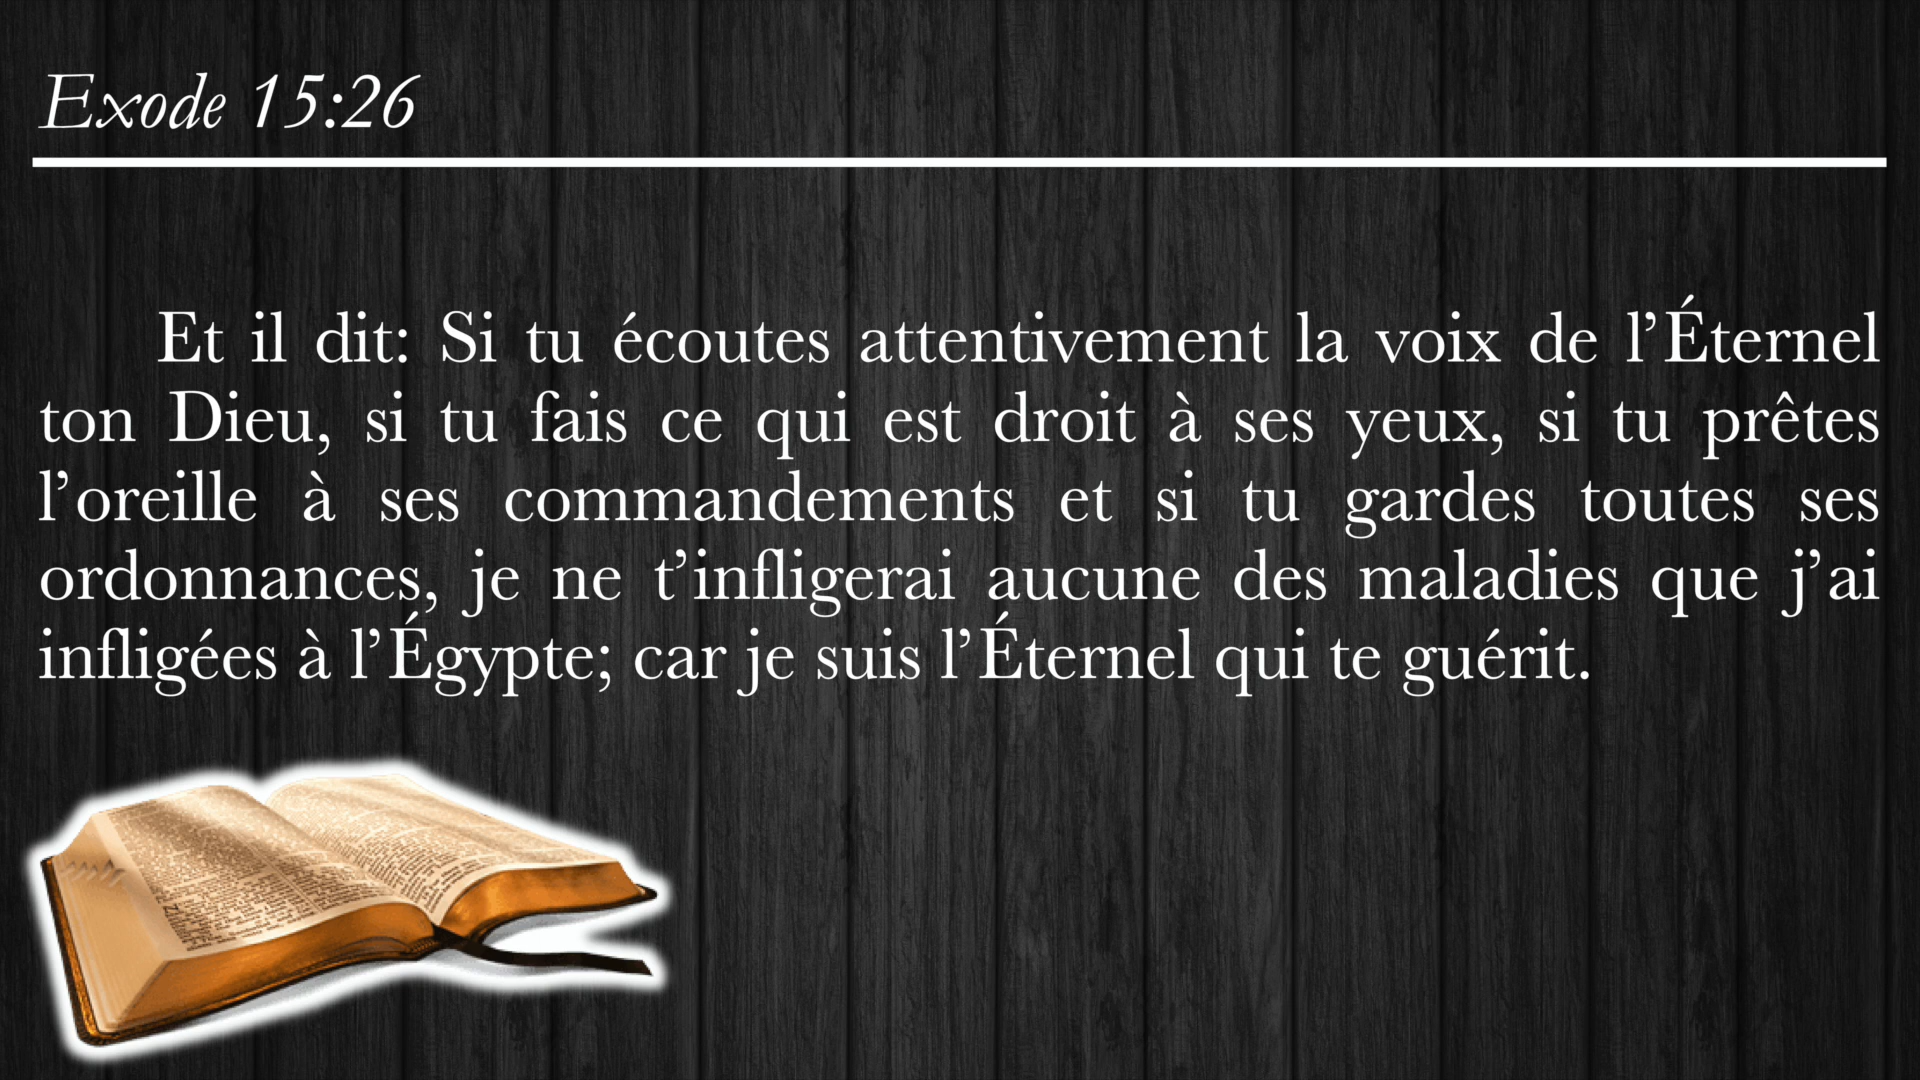 Exode 15:26
Et il dit: Si tu écoutes attentivement la voix de l’Éternel
ton Dieu, si tu fais ce qui est droit à ses yeux, si tu prêtes
l’oreille à ses commandements et si tu gardes toutes ses
ordonnances, je ne t’infligerai aucune des maladies que j’ai
infligées à l’Égypte; car je suis l’Éternel qui te guérit.